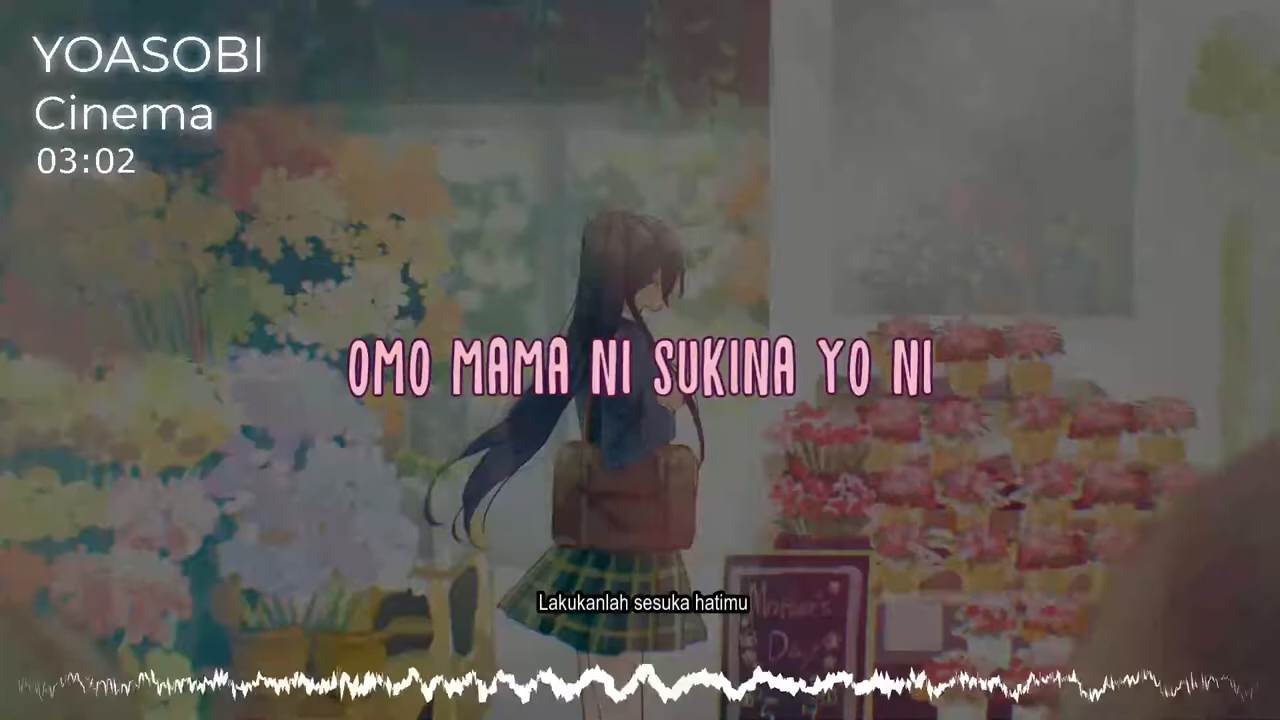 YOASOBI
Cinema
03:02
OMO MAMA NI SUKINA YO NI
Lakukanlah sesuka hatimu
Mother's
Day